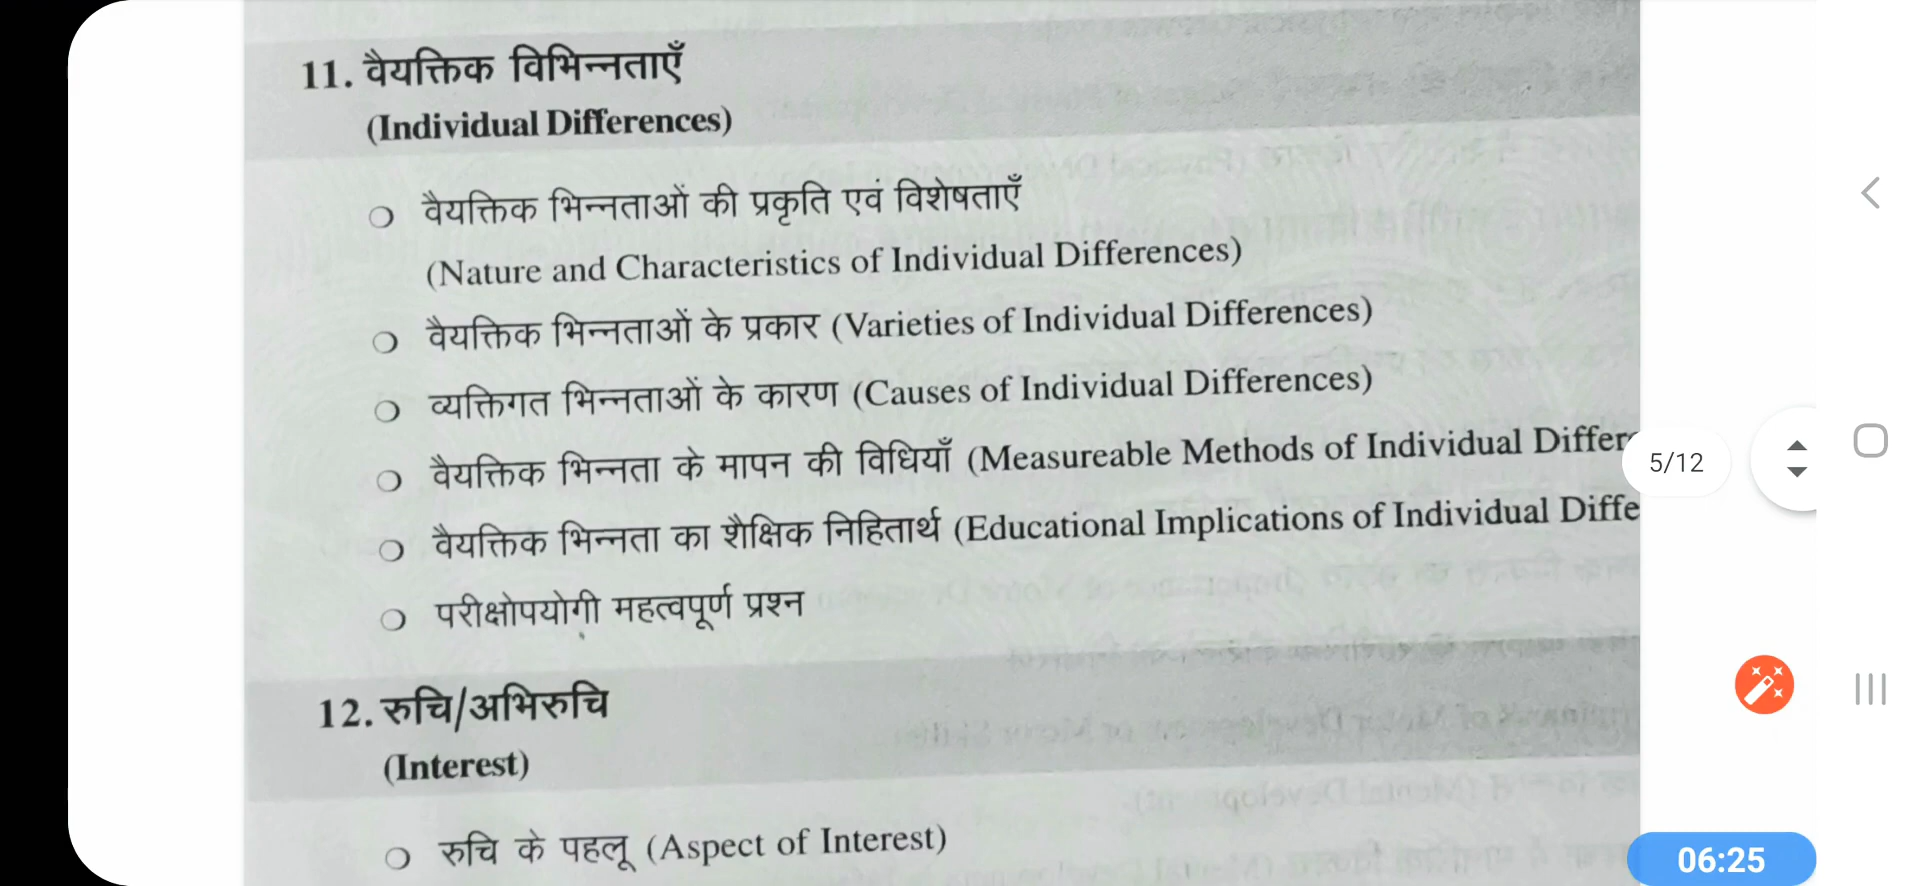 11. वैयक्तिक विभिन्नताएँ
(Individual Differences)
○ वैयक्तिक भिन्नताओं की प्रकृति एवं विशेषताएँ
(Nature and Characteristics of Individual Differences)
○ वैयक्तिक भिन्नताओं के प्रकार (Varieties of Individual Differences)
○ व्यक्तिगत भिन्नताओं के कारण (Causes of Individual Differences)
○ वैयक्तिक भिन्नता के मापन की विधियाँ (Measureable Methods of Individual Differ
5/12
○ वैयक्तिक भिन्नता का शैक्षिक निहितार्थ (Educational Implications of Individual Diffe
○ परीक्षोपयोगी महत्वपूर्ण प्रश्न
12. रुचि/अभिरुचि
(Interest)
○ रुचि के पहलू (Aspect of Interest)
06:25